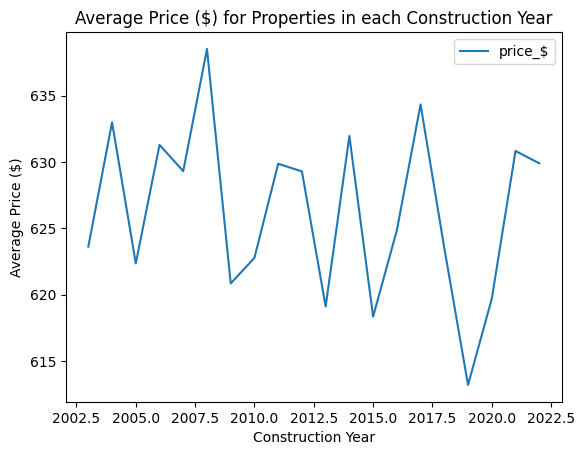 Average Price ($) for Properties in each Construction Year
price_$
635
630
625
620
615
Average Price ($)
2002.5 2005.0 2007.5 2010.0 2012.5 2015.0 2017.5 2020.0 2022.5
Construction Year